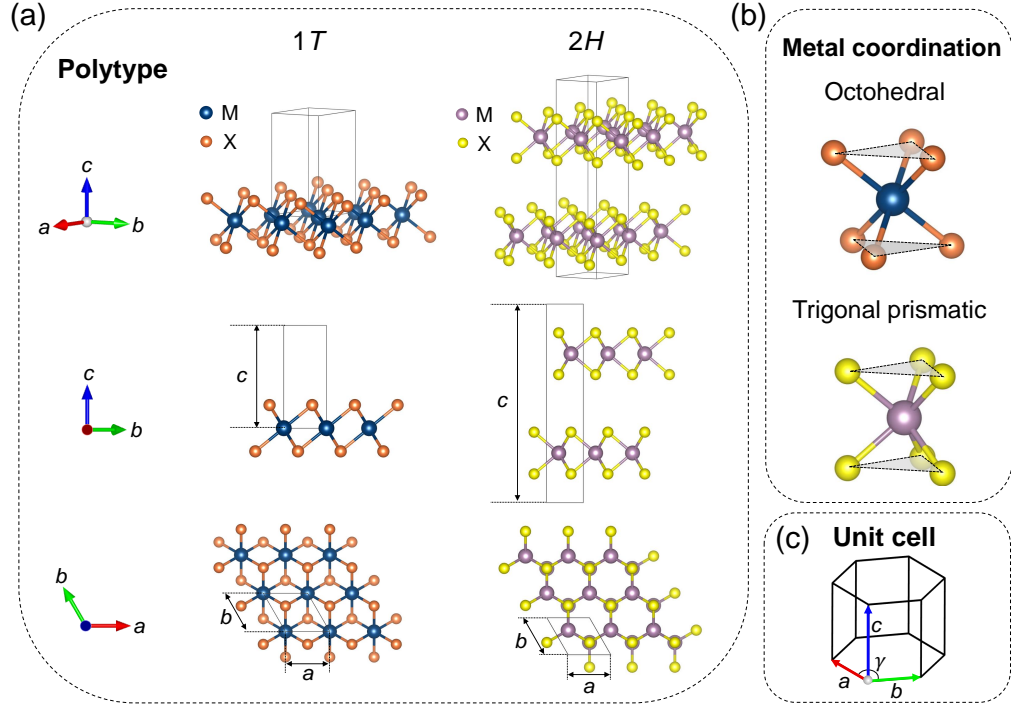 (a)
Polytype
1T
2H
M
X
M
X
c
a
b
c
b
c
c
b
a
b
a
b
a
(b)
Metal coordination
Octohedral
Trigonal prismatic
(c)
Unit cell
c
γ
a
b